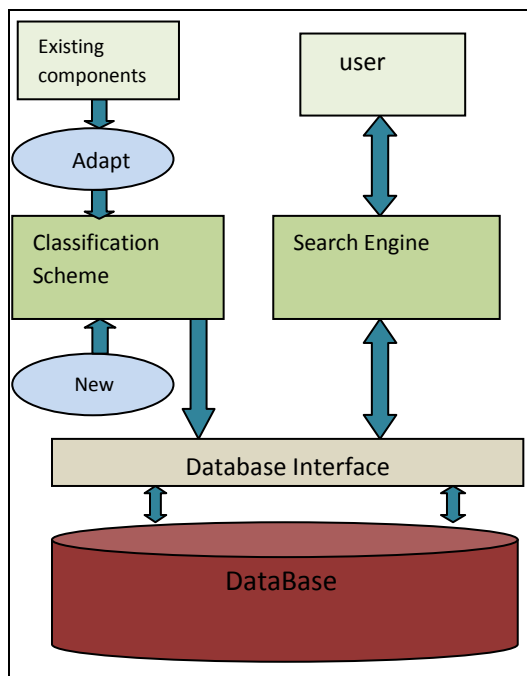 Existing
components
user
Adapt
Classification
Scheme
Search Engine
New
Database Interface
DataBase